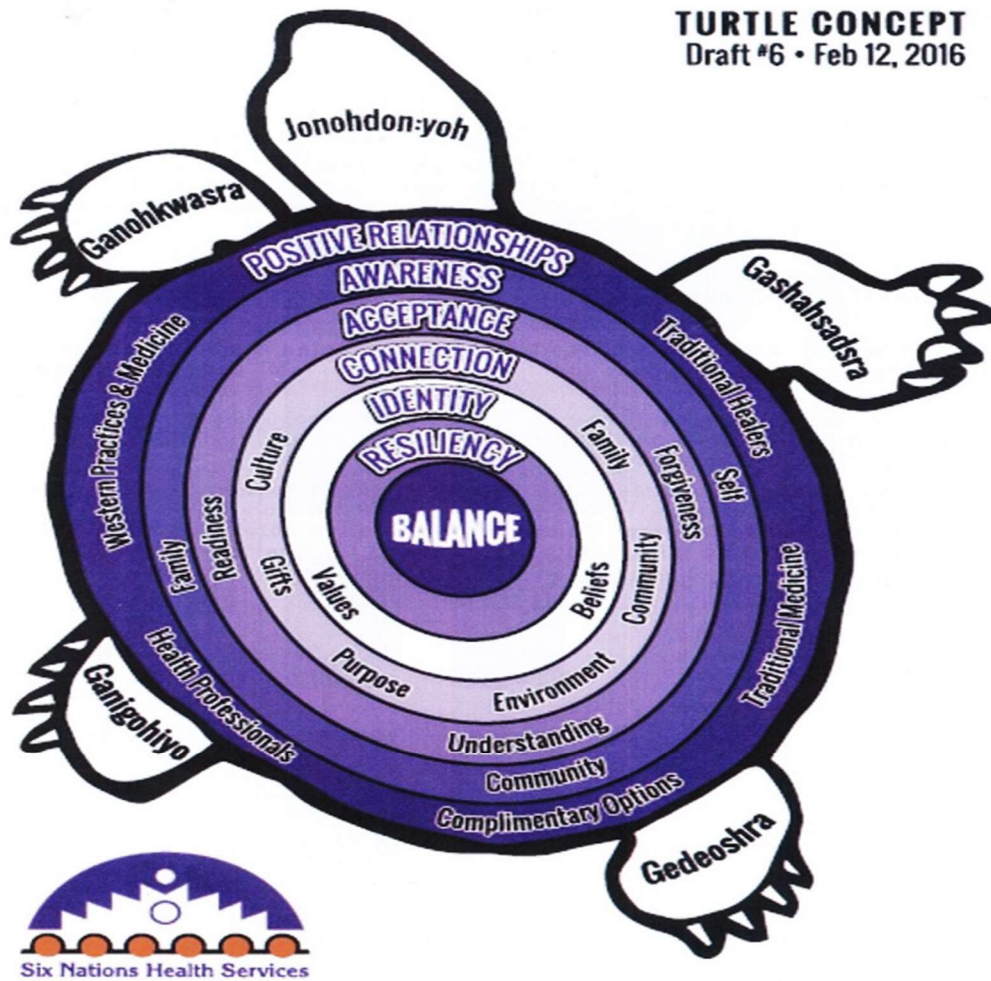 TURTLE CONCEPT
Draft #6 • Feb 12, 2016
Jonohdon:yoh
Ganohkwasra
Gashahsadsra
POSITIVE RELATIONSHIPS
Western Practices & Medicine
Traditional Healers
Traditional Medicine
Health Professionals
Complimentary Options
AWARENESS
Family
Self
Community
ACCEPTANCE
Readiness
Forgiveness
Understanding
CONNECTION
Culture
Family
Gifts
Community
Purpose
Environment
IDENTITY
Values
Beliefs
RESILIENCY
BALANCE
Ganigohiyo
Gedeoshra
Six Nations Health Services